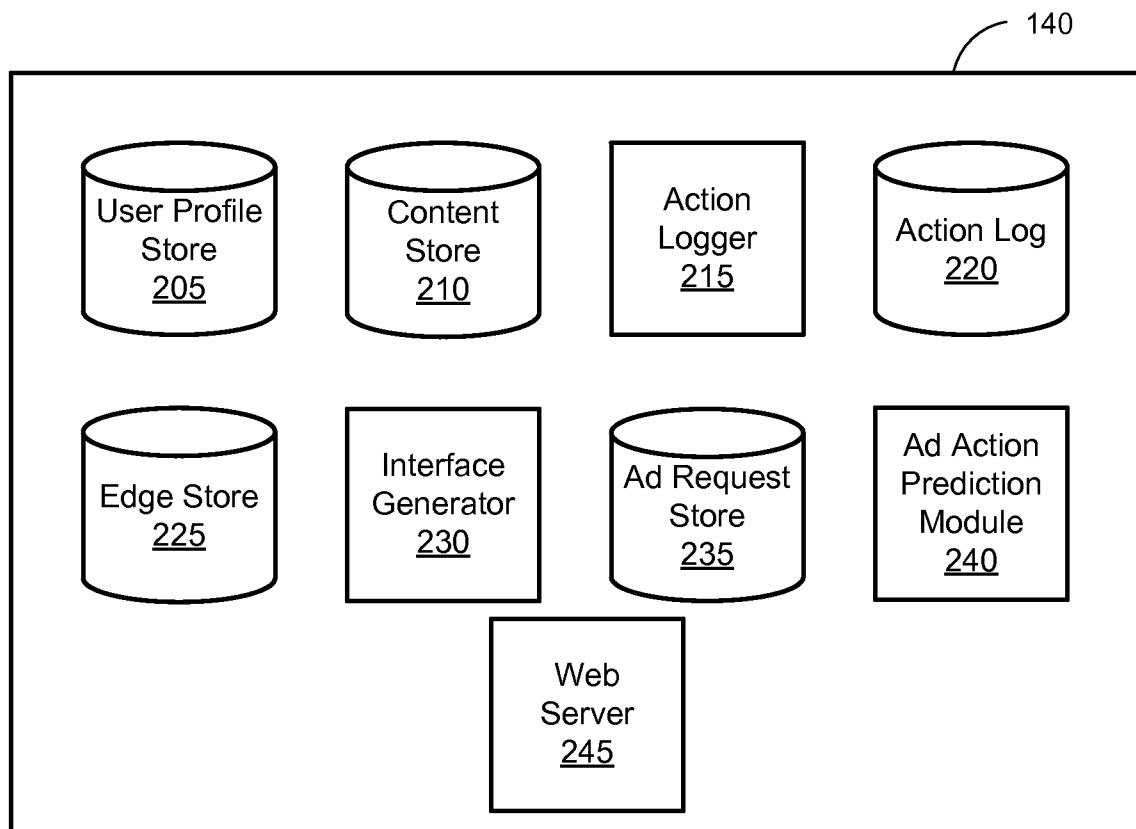 140
User Profile
Store
205
Content
Store
210
Action
Logger
215
Action Log
220
Edge Store
225
Interface
Generator
230
Ad Request
Store
235
Ad Action
Prediction
Module
240
Web
Server
245